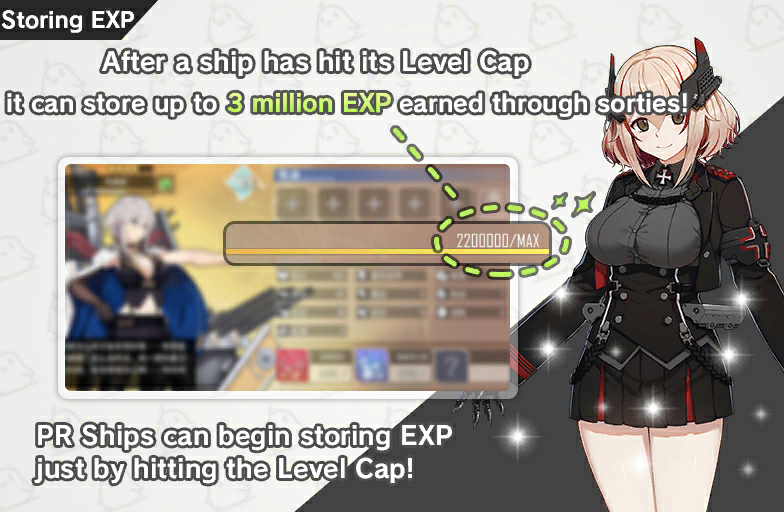 Storing EXP
After a ship has hit its Level Cap
it can store up to 3 million EXP earned through sorties!
2200000/MAX
PR Ships can begin storing EXP
just by hitting the Level Cap!